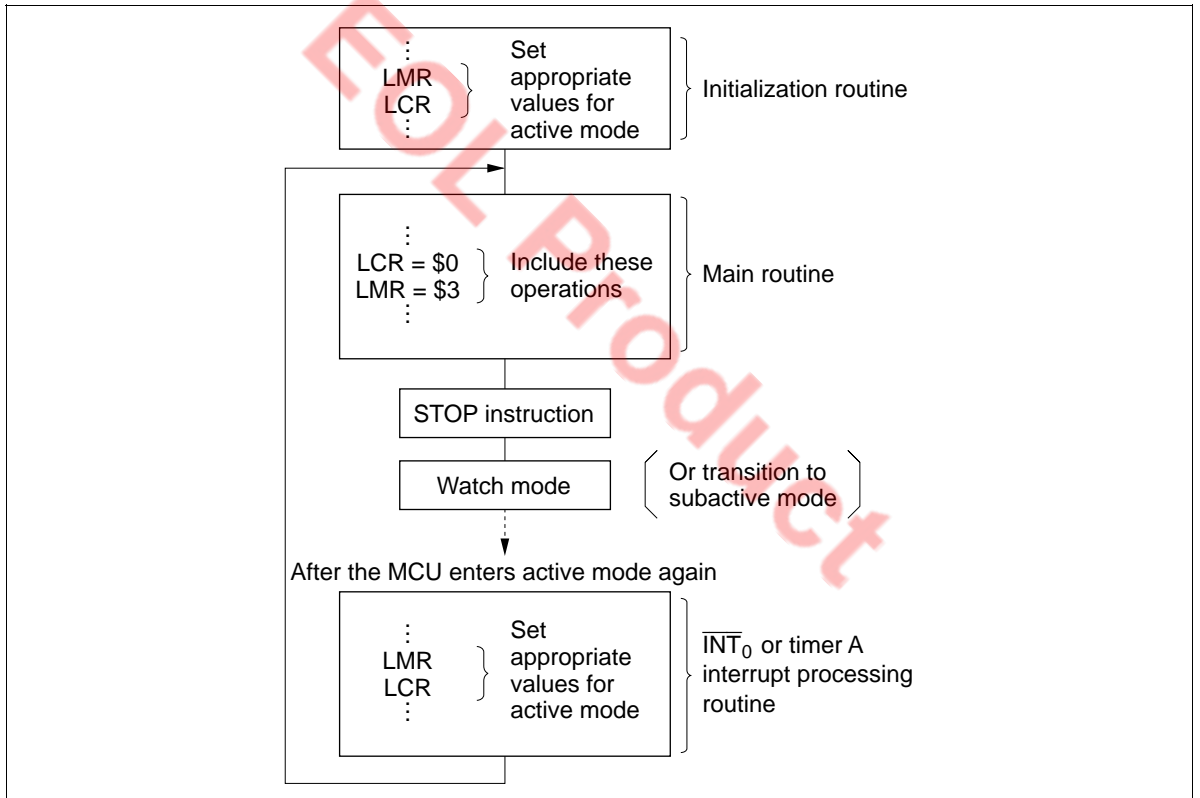 ⋮
LMR
LCR
⋮
Set
appropriate
values for
active mode
Initialization routine
⋮
LCR = $0
LMR = $3
⋮
Include these
operations
Main routine
STOP instruction
Watch mode
Or transition to
subactive mode
After the MCU enters active mode again
⋮
LMR
LCR
⋮
Set
appropriate
values for
active mode
I̅N̅T̅₀ or timer A
interrupt processing
routine
EOL Product